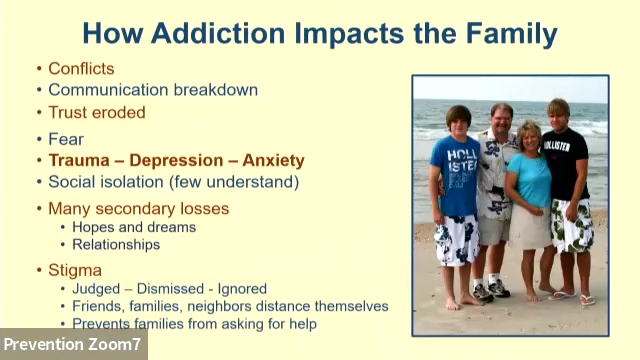 How Addiction Impacts the Family
• Conflicts
• Communication breakdown
• Trust eroded
• Fear
• Trauma – Depression – Anxiety
• Social isolation (few understand)
• Many secondary losses
• Hopes and dreams
• Relationships
• Stigma
• Judged – Dismissed - Ignored
• Friends, families, neighbors distance themselves
• Prevents families from asking for help
HOLL
ISTER
HOLLISTER
Prevention Zoom7